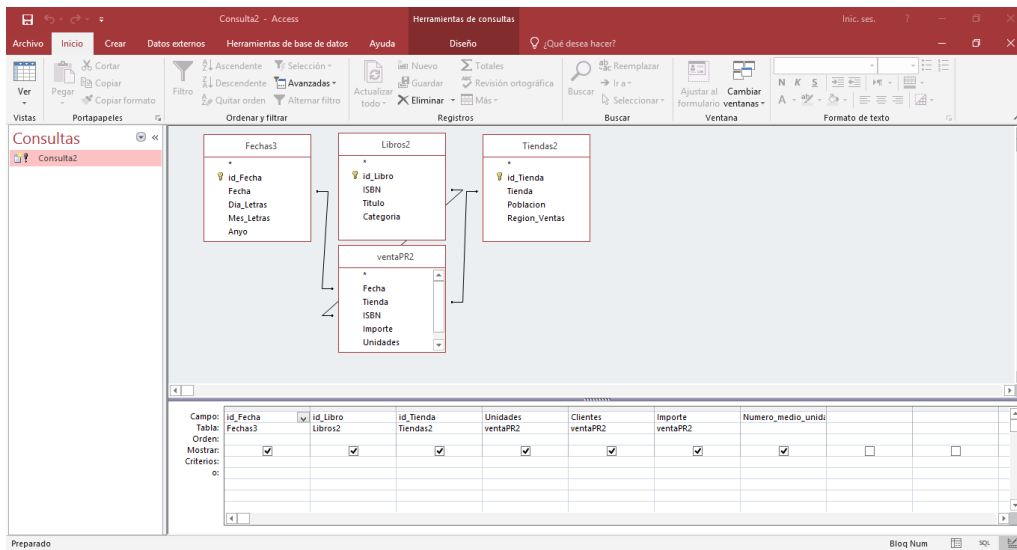 Consulta2 - Access
Herramientas de consultas
Inic. ses.
?
Archivo Inicio Crear Datos externos Herramientas de base de datos Ayuda Diseño ¿Qué desea hacer?
Ver
Vistas
Pegar
Cortar
Copiar
Copiar formato
Portapapeles
Filtro
Ascendente
Descendente
Quitar orden
Selección
Avanzadas
Alternar filtro
Ordenar y filtrar
Actualizar
todo
Nuevo
Guardar
Eliminar
Totales
Revisión ortográfica
Más
Registros
Buscar
Reemplazar
Ir a
Seleccionar
Buscar
Ajustar al
formulario
Cambiar
ventanas
Ventana
N K S
A
Formato de texto
Consultas
Consulta2
Fechas3
*
id_Fecha
Fecha
Dia_Letras
Mes_Letras
Anyo
Libros2
*
id_Libro
ISBN
Titulo
Categoria
Tiendas2
*
id_Tienda
Tienda
Poblacion
Region_Ventas
ventaPR2
*
Fecha
Tienda
ISBN
Importe
Unidades
Campo: id_Fecha id_Libro id_Tienda Unidades Clientes Importe Numero_medio_unida
Tabla: Fechas3 Libros2 Tiendas2 ventaPR2 ventaPR2 ventaPR2
Orden:
Mostrar:
Criterios:
o:
Preparado
Bloq Num
SQL